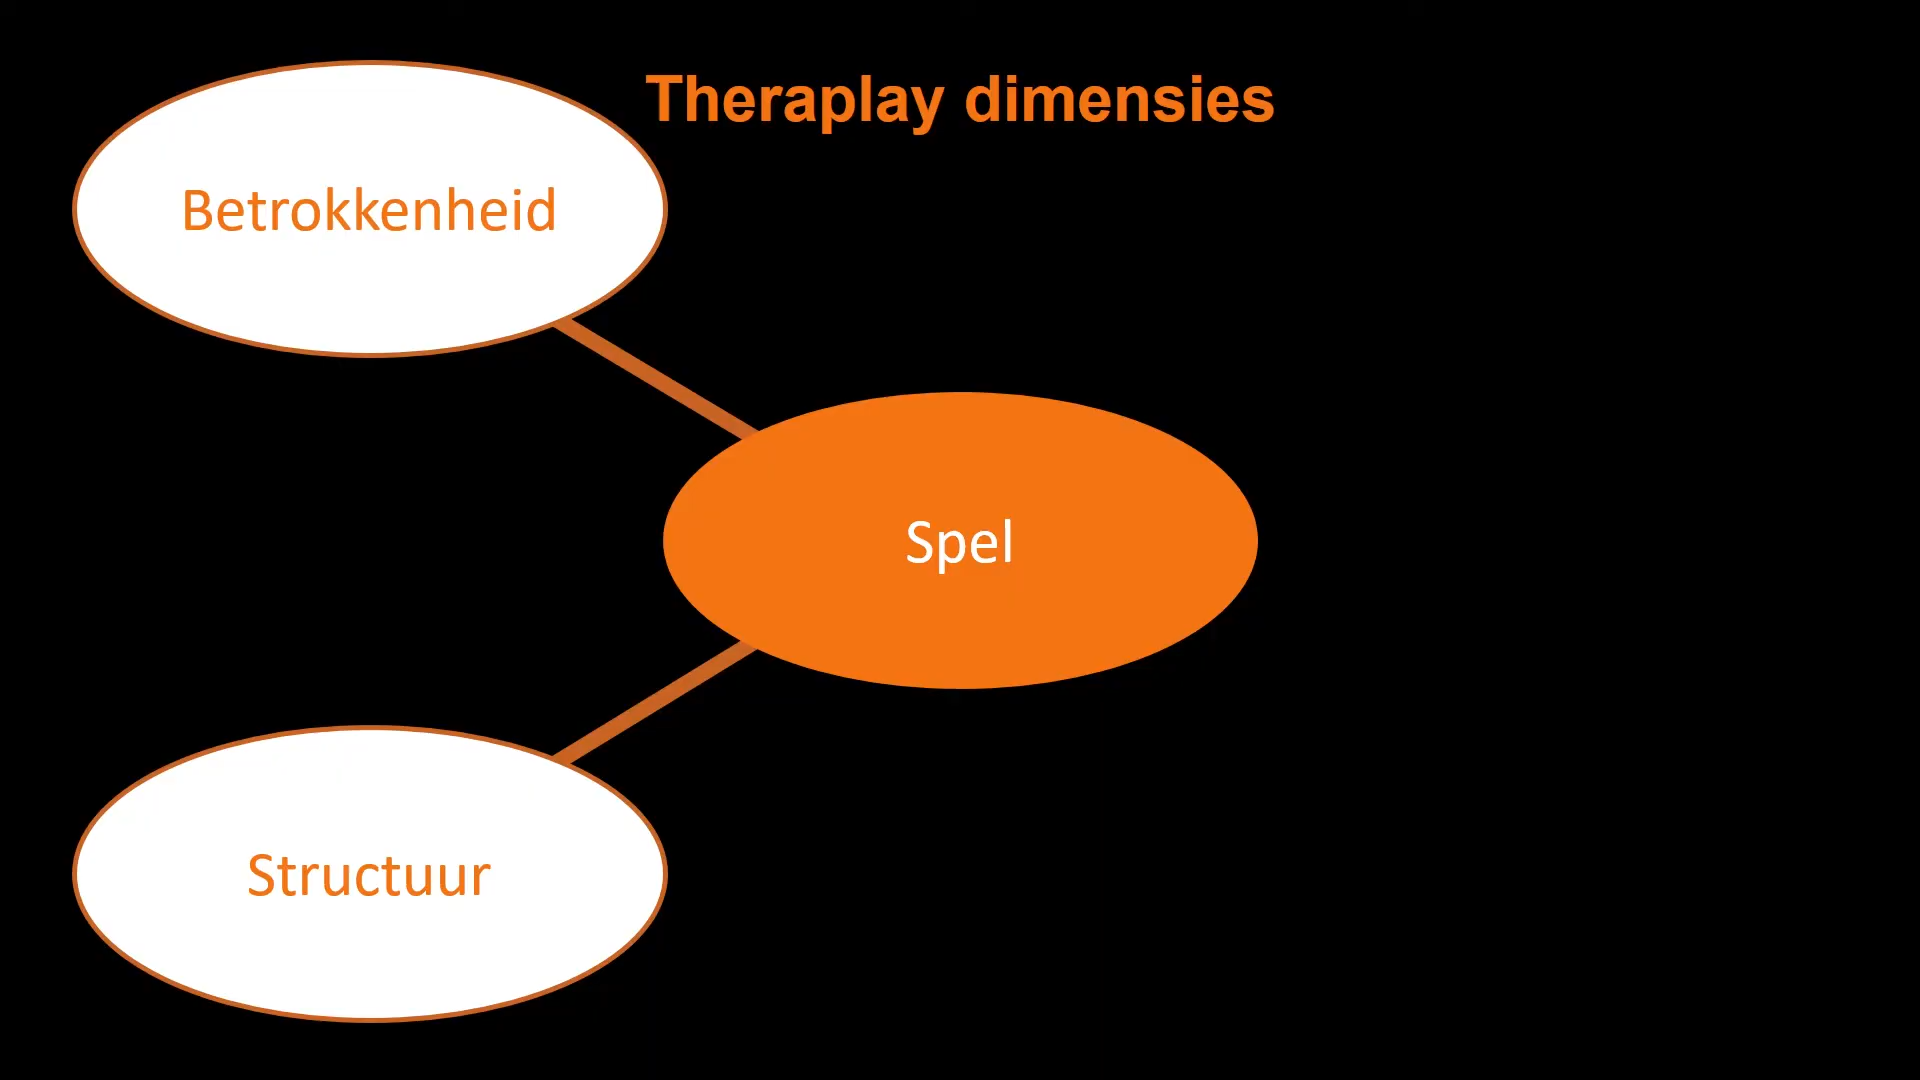 Theraplay dimensies
Betrokkenheid
Spel
Structuur